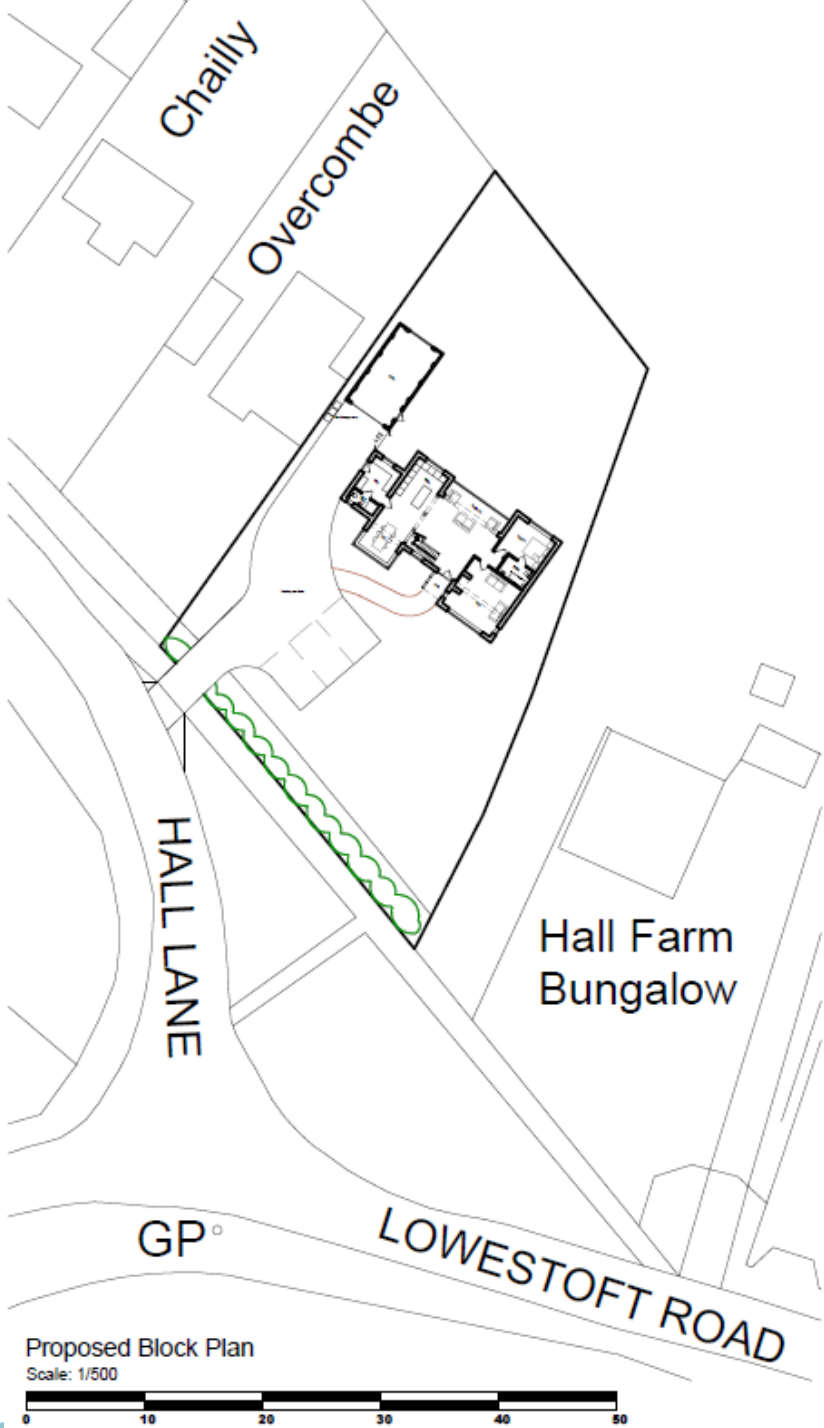 Chailly
Overcombe
HALL LANE
Hall Farm
Bungalow
GP
LOWESTOFT ROAD
Proposed Block Plan
Scale: 1/500
0 10 20 30 40 50